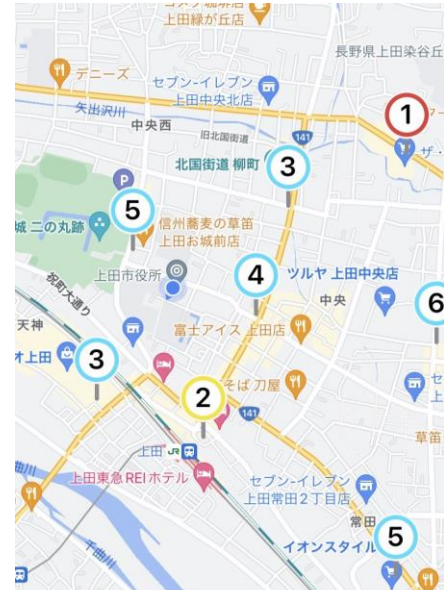 上田緑が丘店
長野県上田染谷丘
デニーズ
セブン-イレブン
上田中央北店
矢出沢川
中央西
旧北国街道
141
1
ザ・
北国街道 柳町
3
P
5
城 二の丸跡
信州蕎麦の草笛
上田お城前店
上田市役所
4
ツルヤ 上田中央店
中央
6
祝町大通り
天神
富士アイス 上田店
オ上田
3
セ
上
2
そば 刀屋
141
草笛
上田
JR
上田東急REIホテル
セブン-イレブン
上田常田2丁目店
常田
5
イオンスタイル
千曲川